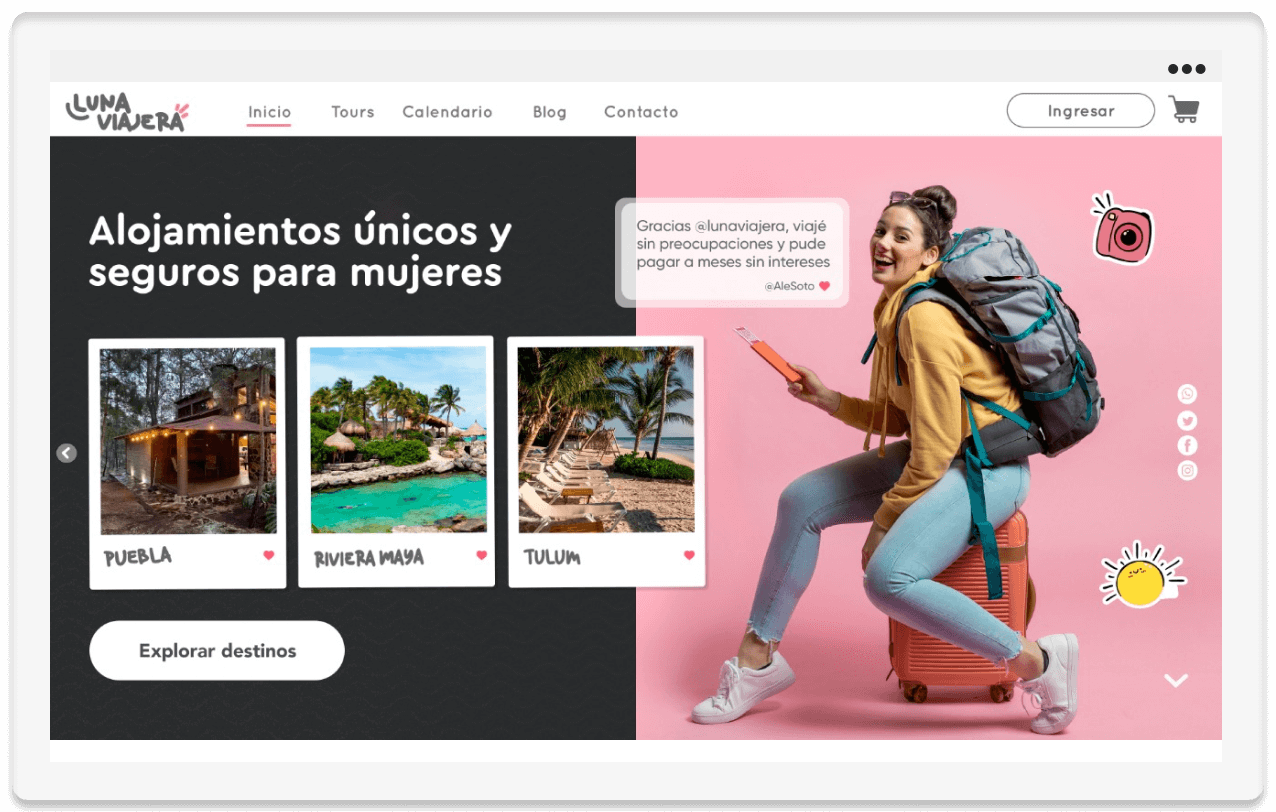 LUNA
VIAJERA
Inicio
Tours
Calendario
Blog
Contacto
Ingresar
Alojamientos únicos y
seguros para mujeres
Gracias @lunaviajera, viajé
sin preocupaciones y pude
pagar a meses sin intereses
@AleSoto
PUEBLA
RIVIERA MAYA
TULUM
Explorar destinos